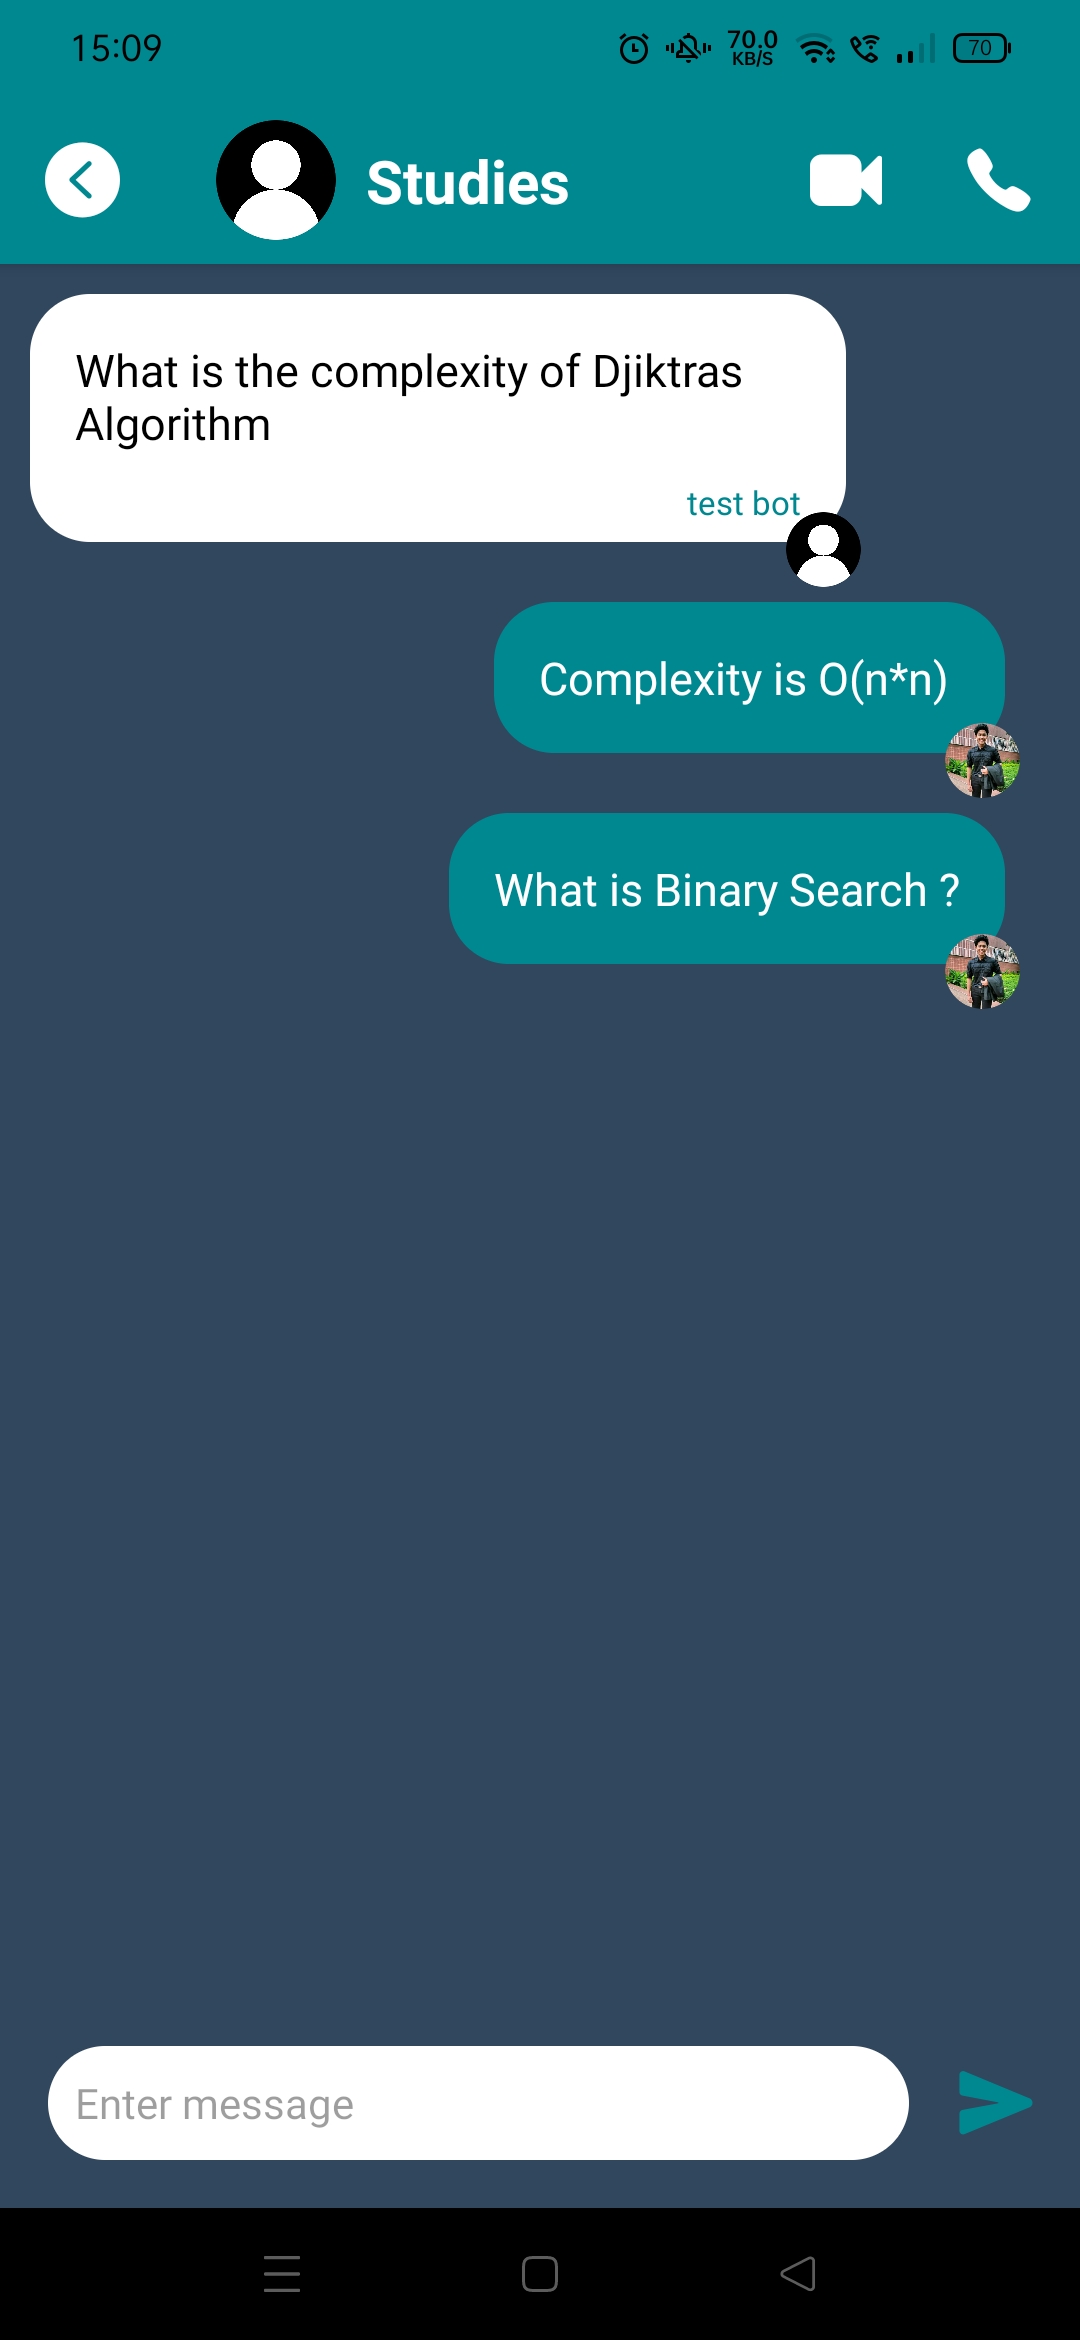 15:09
70.0
KB/S
70
Studies
What is the complexity of Djiktras
Algorithm
test bot
Complexity is O(n*n)
What is Binary Search ?
Enter message